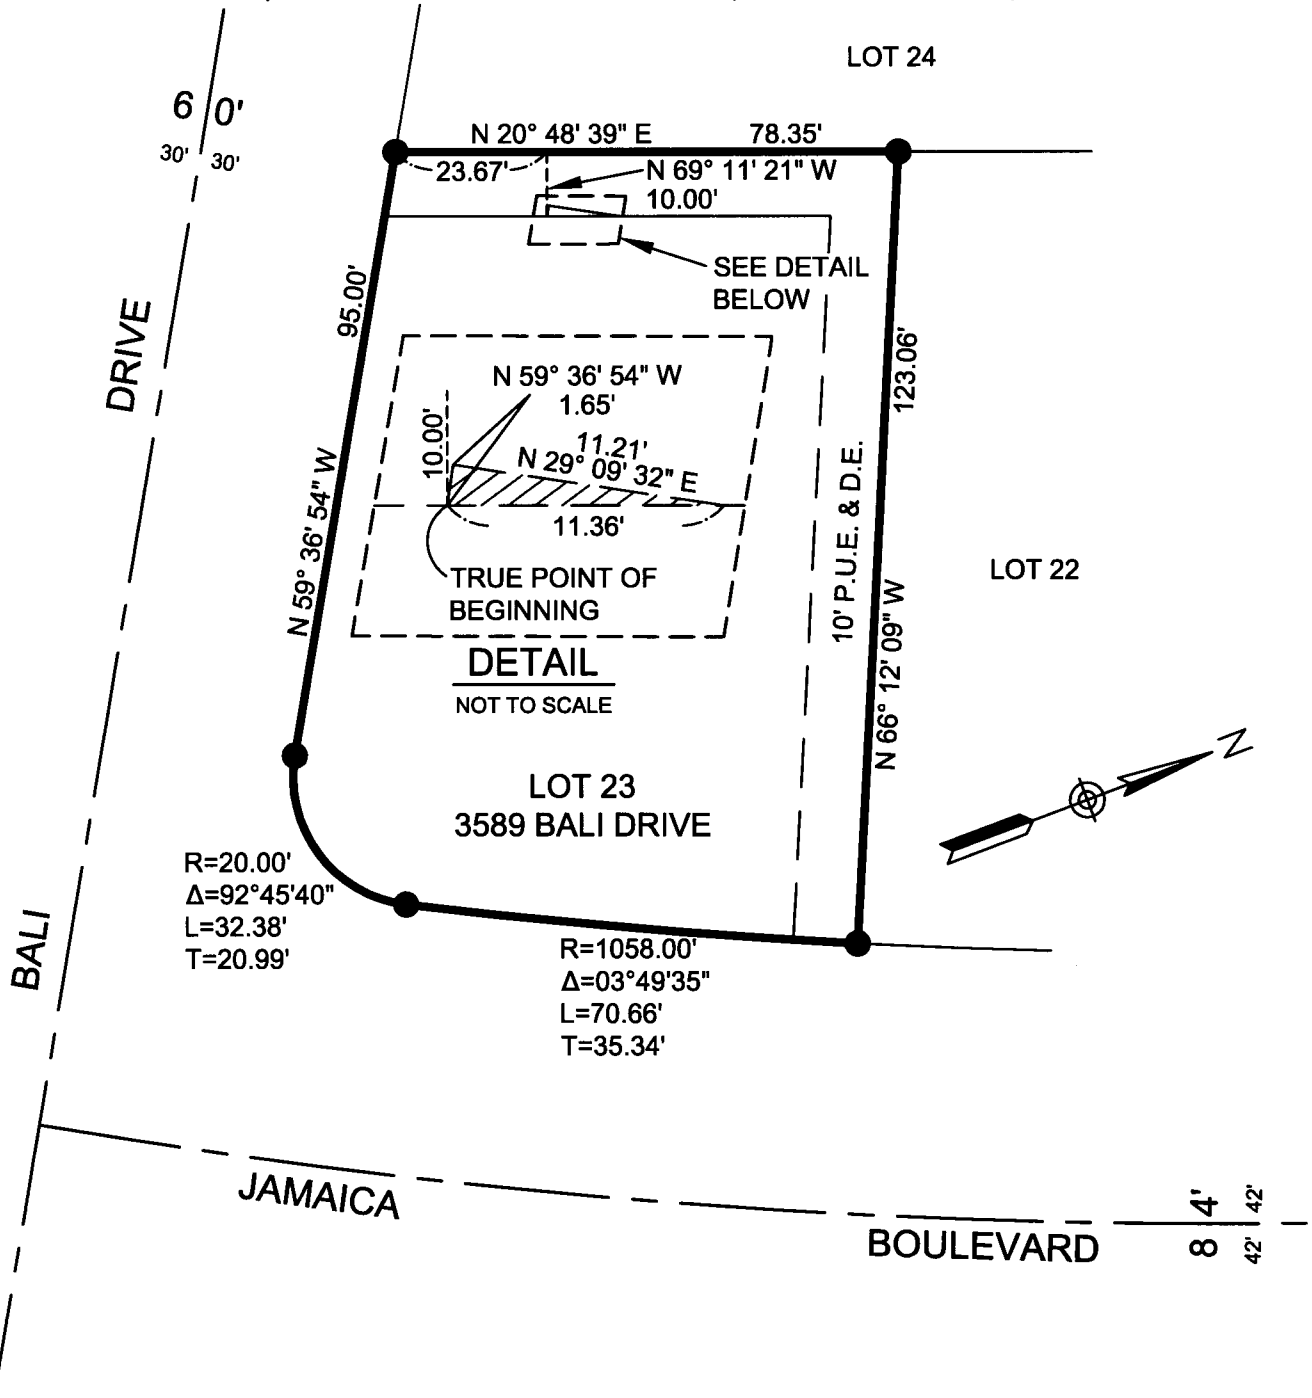 LOT 24
6 0'
30' 30'
N 20° 48' 39" E 78.35'
23.67'
N 69° 11' 21" W
10.00'
SEE DETAIL
BELOW
95.00'
N 59° 36' 54" W
DRIVE
BALI
N 59° 36' 54" W
1.65'
10.00'
11.21'
N 29° 09' 32" E
11.36'
TRUE POINT OF
BEGINNING
DETAIL
NOT TO SCALE
10' P.U.E. & D.E.
123.06'
N 66° 12' 09" W
LOT 22
N
LOT 23
3589 BALI DRIVE
R=20.00'
Δ=92°45'40"
L=32.38'
T=20.99'
R=1058.00'
Δ=03°49'35"
L=70.66'
T=35.34'
JAMAICA
BOULEVARD
8 4'
42' 42'